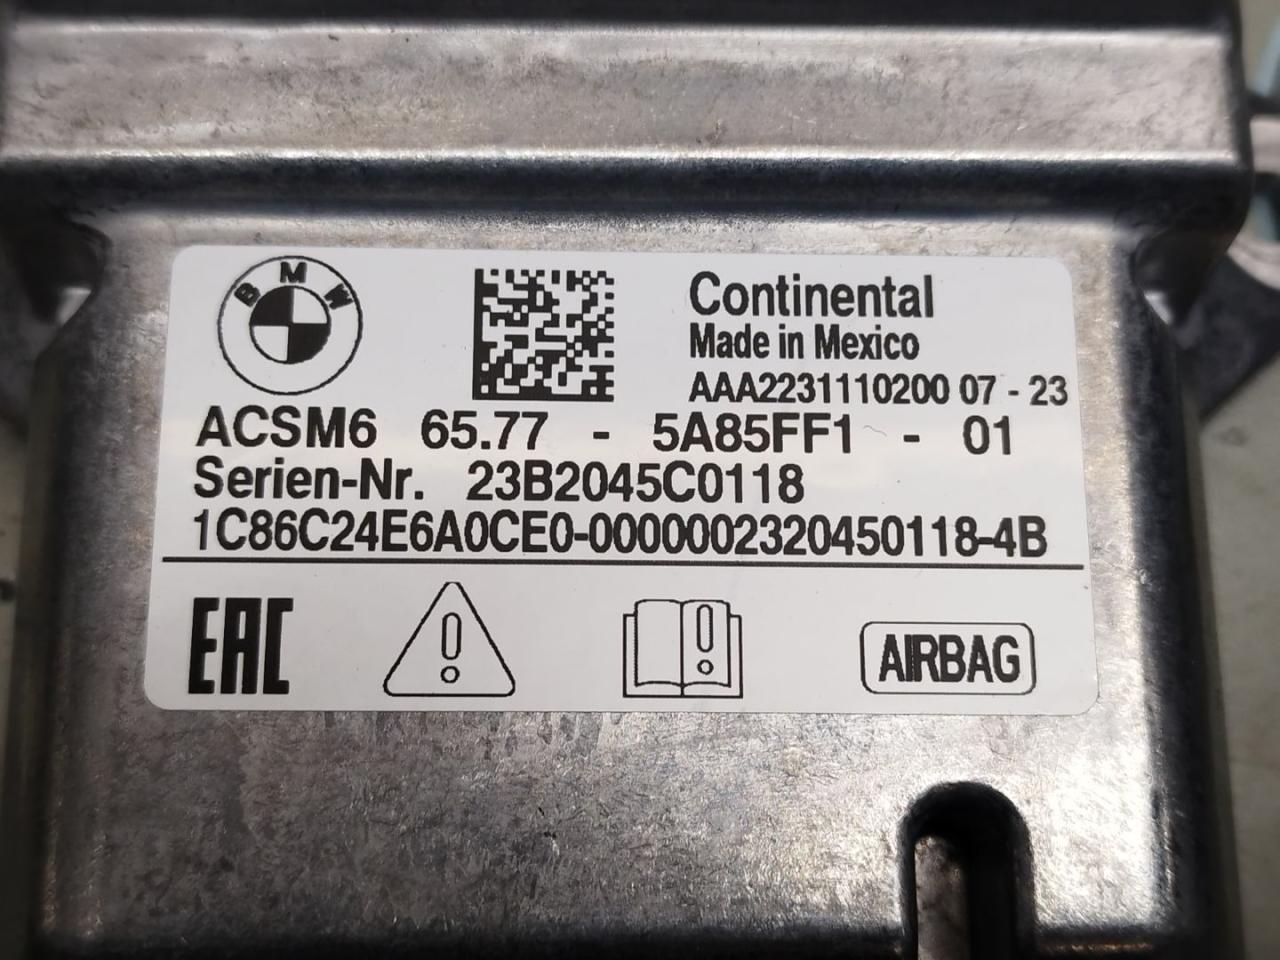 BMW
Continental
Made in Mexico
AAA2231110200 07 - 23
ACSM6 65.77 - 5A85FF1 - 01
Serien-Nr. 23B2045C0118
1C86C24E6A0CE0-0000002320450118-4B
EAC
AIRBAG